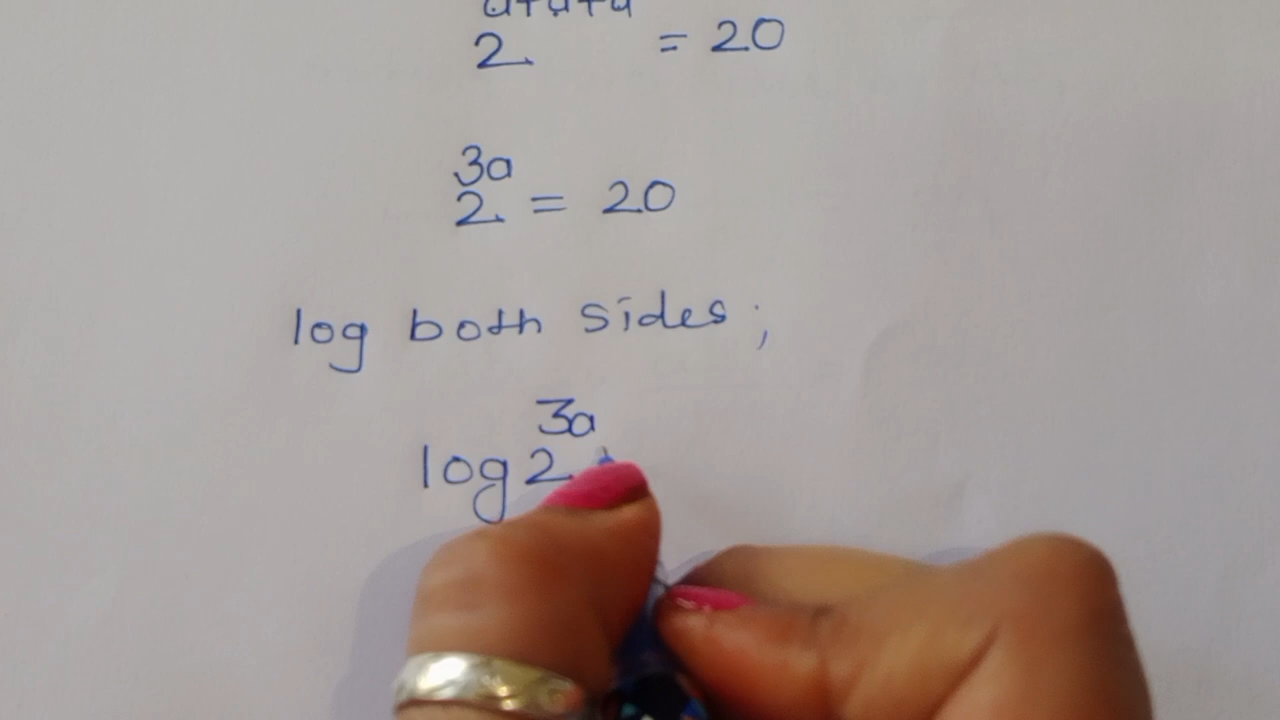 2^{a+a+a} = 20
2^{3a} = 20
log both sides;
log 2^{3a}